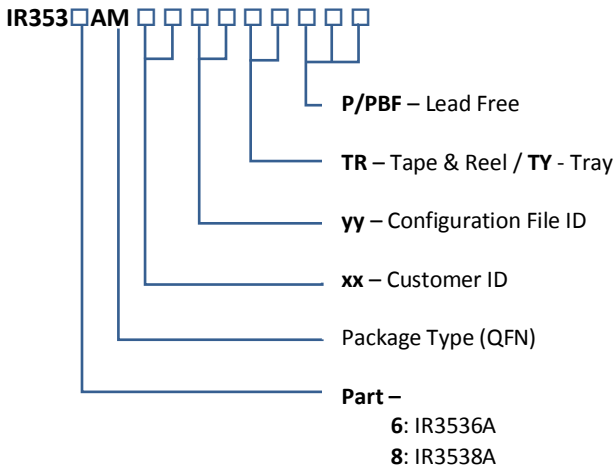 IR353□AM□□□□□□□□□
P/PBF – Lead Free
TR – Tape & Reel / TY - Tray
yy – Configuration File ID
xx – Customer ID
Package Type (QFN)
Part –
6: IR3536A
8: IR3538A